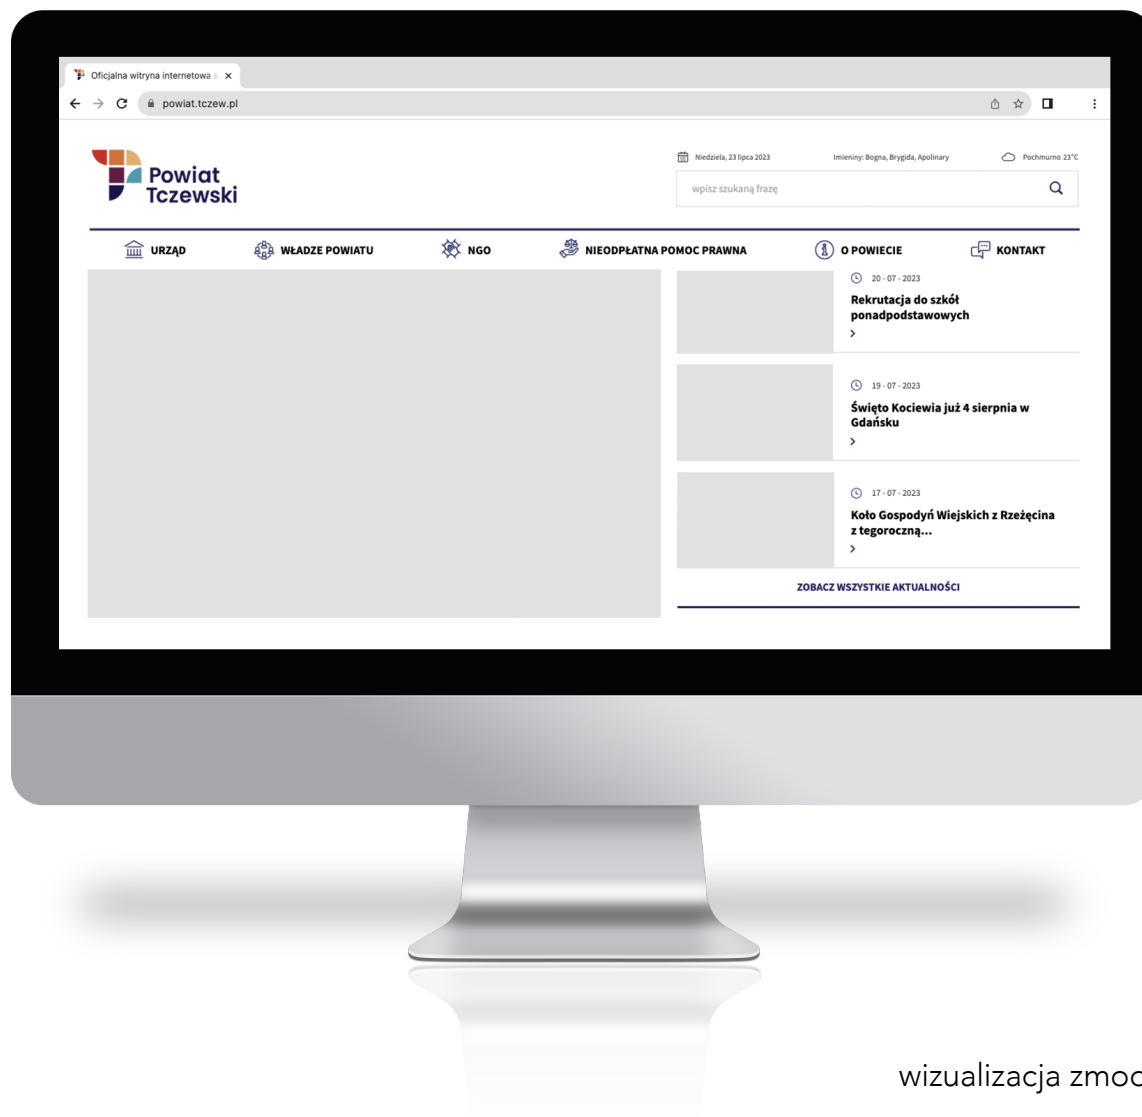 Oficjalna witryna internetowa s
powiat.tczew.pl
Powiat
Tczewski
Niedziela, 23 lipca 2023
Imieniny: Bogna, Brygida, Apolinary
Pochmurno 23°C
wpisz szukaną frazę
URZĄD
WŁADZE POWIATU
NGO
NIEODPŁATNA POMOC PRAWNA
O POWIECIE
KONTAKT
20 - 07 - 2023
Rekrutacja do szkół
ponadpodstawowych
19 - 07 - 2023
Święto Kociewia już 4 sierpnia w
Gdańsku
17 - 07 - 2023
Koło Gospodyń Wiejskich z Rzeżęcina
z tegoroczną...
ZOBACZ WSZYSTKIE AKTUALNOŚCI
wizualizacja zmod